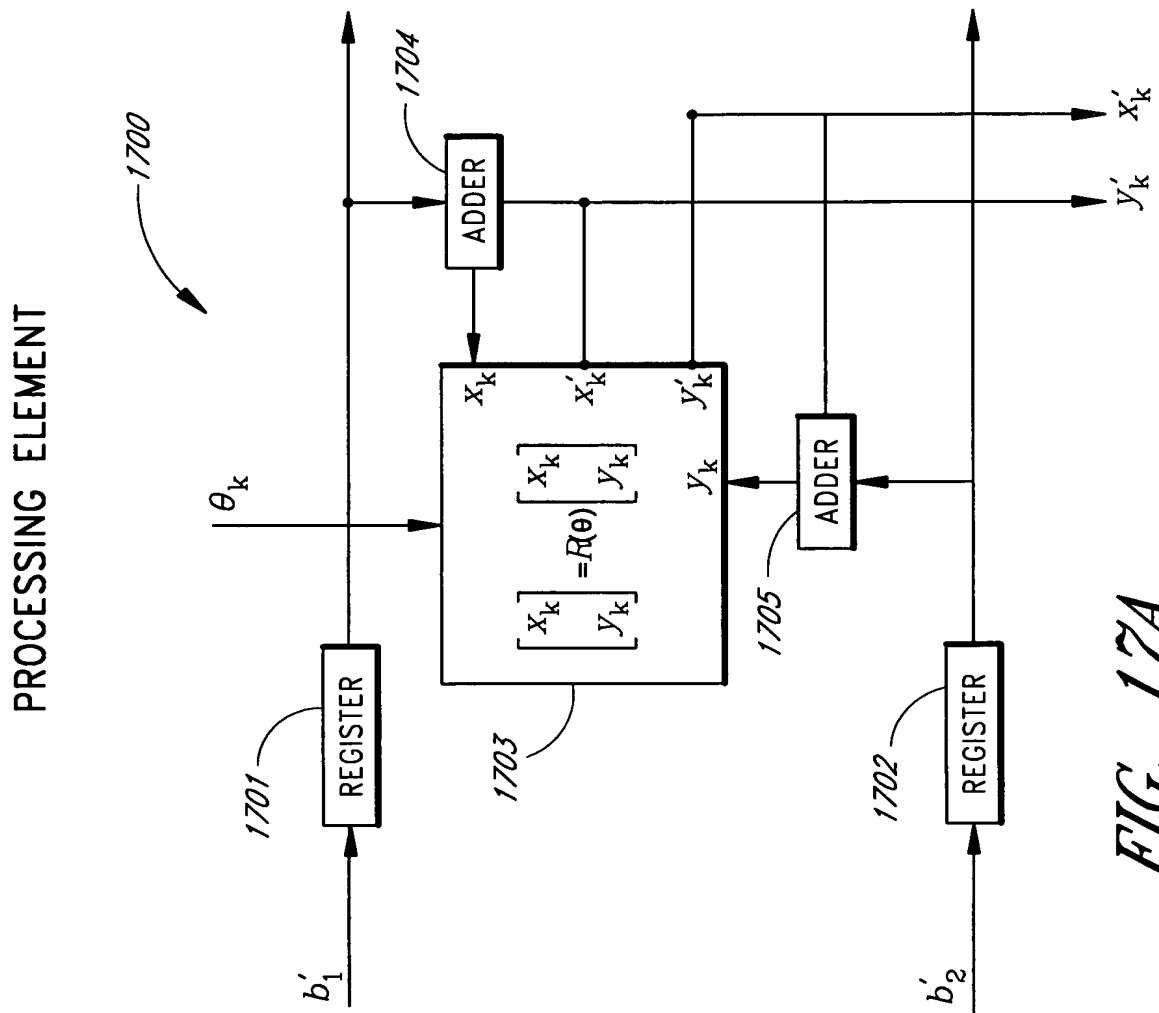 PROCESSING ELEMENT
1700
θk
b′1
1701
REGISTER
1704
ADDER
xk
x′k
y′k
yk
[xk yk] =R(θ) [xk yk]
1703
1705
ADDER
b′2
1702
REGISTER
y′k
x′k
FIG. 17A